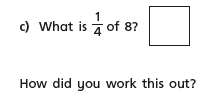 c) What is 1/4 of 8?
How did you work this out?